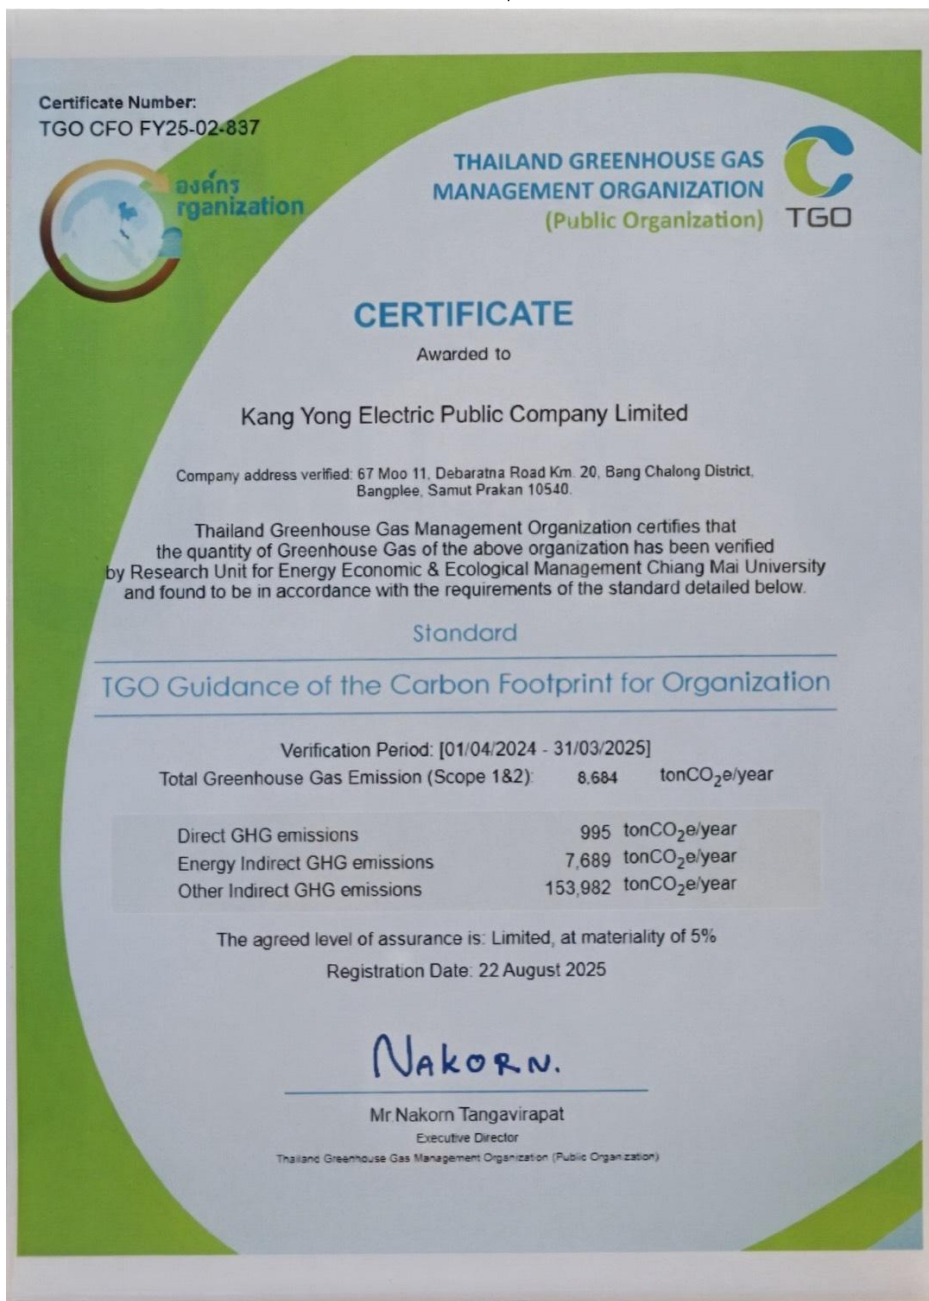 Certificate Number:
TGO CFO FY25-02-837
องค์กร
rganization
THAILAND GREENHOUSE GAS
MANAGEMENT ORGANIZATION
(Public Organization)
TGO
CERTIFICATE
Awarded to
Kang Yong Electric Public Company Limited
Company address verified: 67 Moo 11, Debaratna Road Km. 20, Bang Chalong District,
Bangplee, Samut Prakan 10540.
Thailand Greenhouse Gas Management Organization certifies that
the quantity of Greenhouse Gas of the above organization has been verified
by Research Unit for Energy Economic & Ecological Management Chiang Mai University
and found to be in accordance with the requirements of the standard detailed below.
Standard
TGO Guidance of the Carbon Footprint for Organization
Verification Period: [01/04/2024 - 31/03/2025]
Total Greenhouse Gas Emission (Scope 1&2): 8,684 tonCO₂e/year
Direct GHG emissions 995 tonCO₂e/year
Energy Indirect GHG emissions 7,689 tonCO₂e/year
Other Indirect GHG emissions 153,982 tonCO₂e/year
The agreed level of assurance is: Limited, at materiality of 5%
Registration Date: 22 August 2025
NAKORN.
Mr.Nakorn Tangavirapat
Executive Director
Thailand Greenhouse Gas Management Organization (Public Organization)